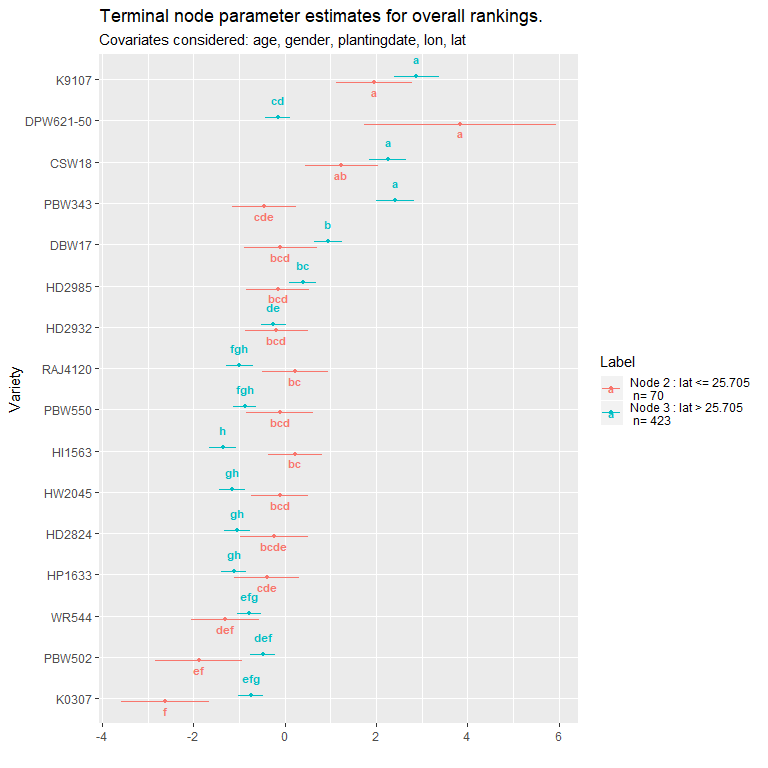 Terminal node parameter estimates for overall rankings.
Covariates considered: age, gender, plantingdate, lon, lat
Variety
K9107
a
a
DPW621-50
cd
a
CSW18
a
ab
PBW343
a
cde
DBW17
b
bcd
HD2985
bc
bcd
HD2932
de
bcd
RAJ4120
fgh
bc
PBW550
fgh
bcd
HI1563
h
bc
HW2045
gh
bcd
HD2824
gh
bcde
HP1633
gh
cde
WR544
efg
def
PBW502
def
ef
K0307
efg
f
-4 -2 0 2 4 6
Label
a Node 2 : lat <= 25.705
n= 70
a Node 3 : lat > 25.705
n= 423